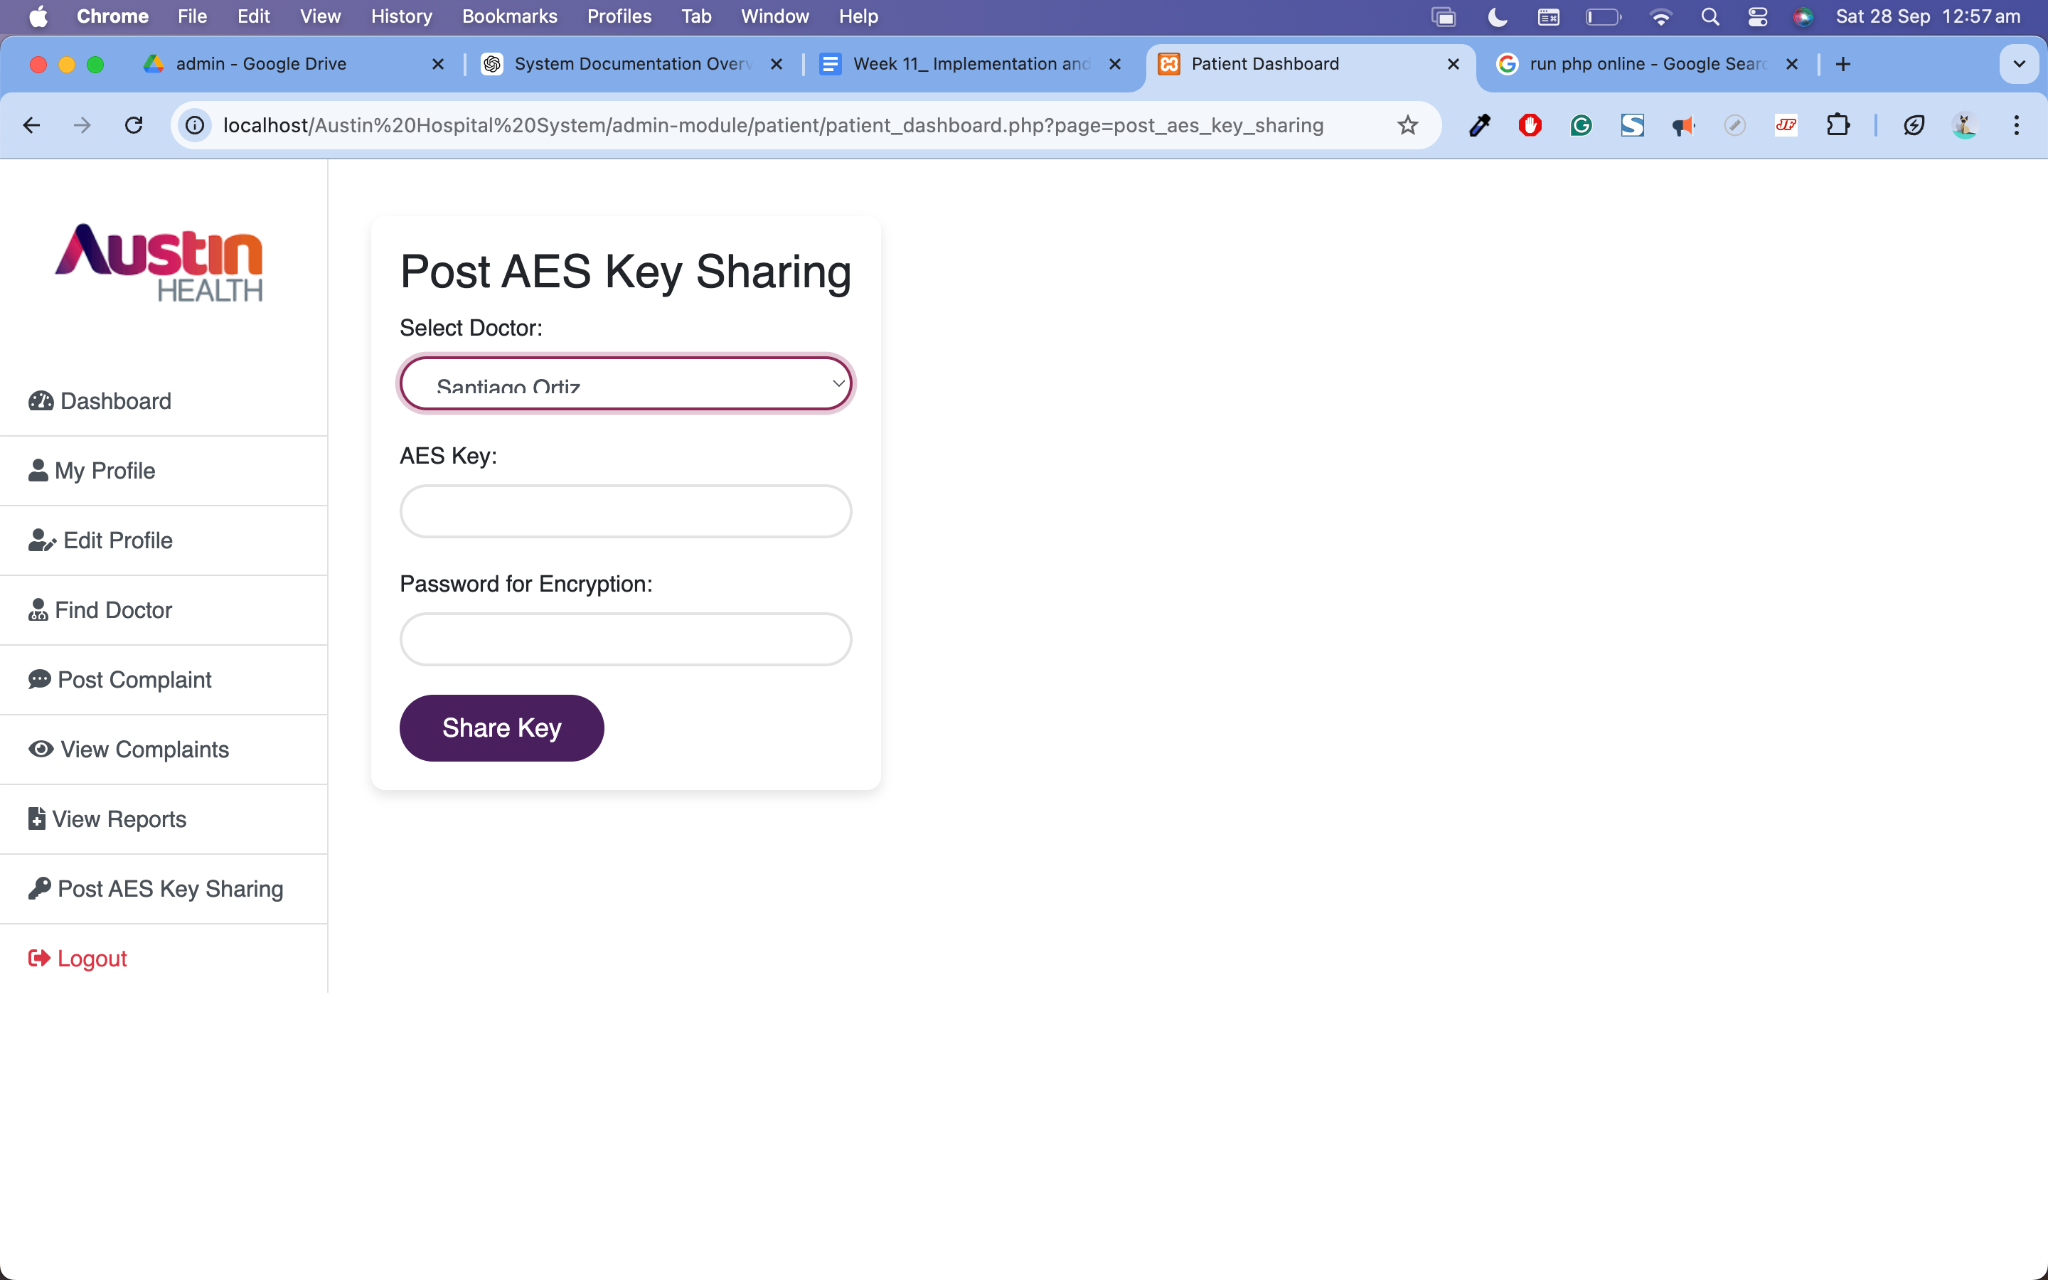 Chrome File Edit View History Bookmarks Profiles Tab Window Help Sat 28 Sep 12:57 am
admin - Google Drive System Documentation Over Week 11_ Implementation and Patient Dashboard run php online - Google Sear
localhost/Austin%20Hospital%20System/admin-module/patient/patient_dashboard.php?page=post_aes_key_sharing
Austin
HEALTH
Dashboard
My Profile
Edit Profile
Find Doctor
Post Complaint
View Complaints
View Reports
Post AES Key Sharing
Logout
Post AES Key Sharing
Select Doctor:
Santiago Ortiz
AES Key:
Password for Encryption:
Share Key